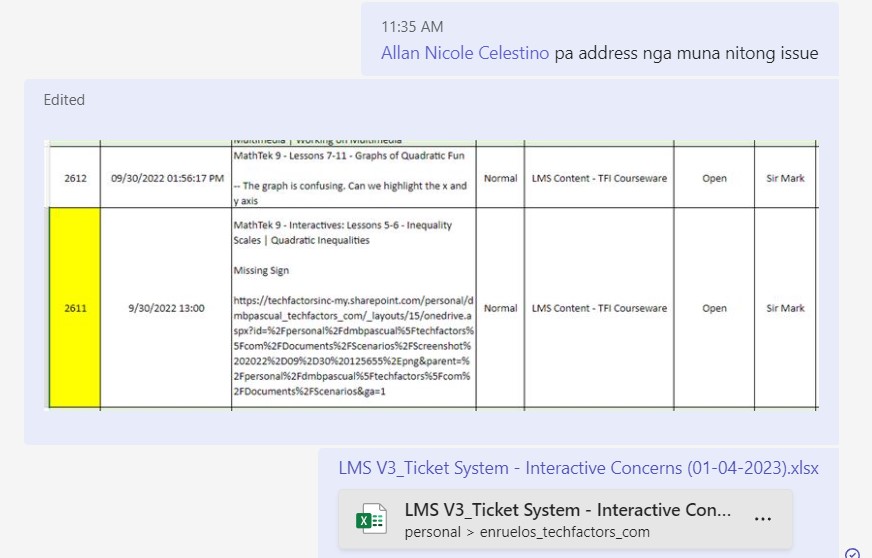 11:35 AM
Allan Nicole Celestino pa address nga muna nitong issue
Edited
Multimedia | Working on Multimedia
2612
09/30/2022 01:56:17 PM
MathTek 9 - Lessons 7-11 - Graphs of Quadratic Fun
-- The graph is confusing. Can we highlight the x and
y axis
Normal
LMS Content - TFI Courseware
Open
Sir Mark
2611
9/30/2022 13:00
MathTek 9 - Interactives: Lessons 5-6 - Inequality
Scales | Quadratic Inequalities
Missing Sign
https://techfactorsinc-my.sharepoint.com/personal/d
mbpascual_techfactors_com/_layouts/15/onedrive.a
spx?id=%2Fpersonal%2Fdmbpascual%5Ftechfactors%
5Fcom%2FDocuments%2FScenarios%2FScreenshot%
202022%2D09%2D30%20125655%2Epng&parent=%
2Fpersonal%2Fdmbpascual%5Ftechfactors%5Fcom%
2FDocuments%2FScenarios&ga=1
Normal
LMS Content - TFI Courseware
Open
Sir Mark
LMS V3_Ticket System - Interactive Concerns (01-04-2023).xlsx
LMS V3_Ticket System - Interactive Con...
personal > enruelos_techfactors_com